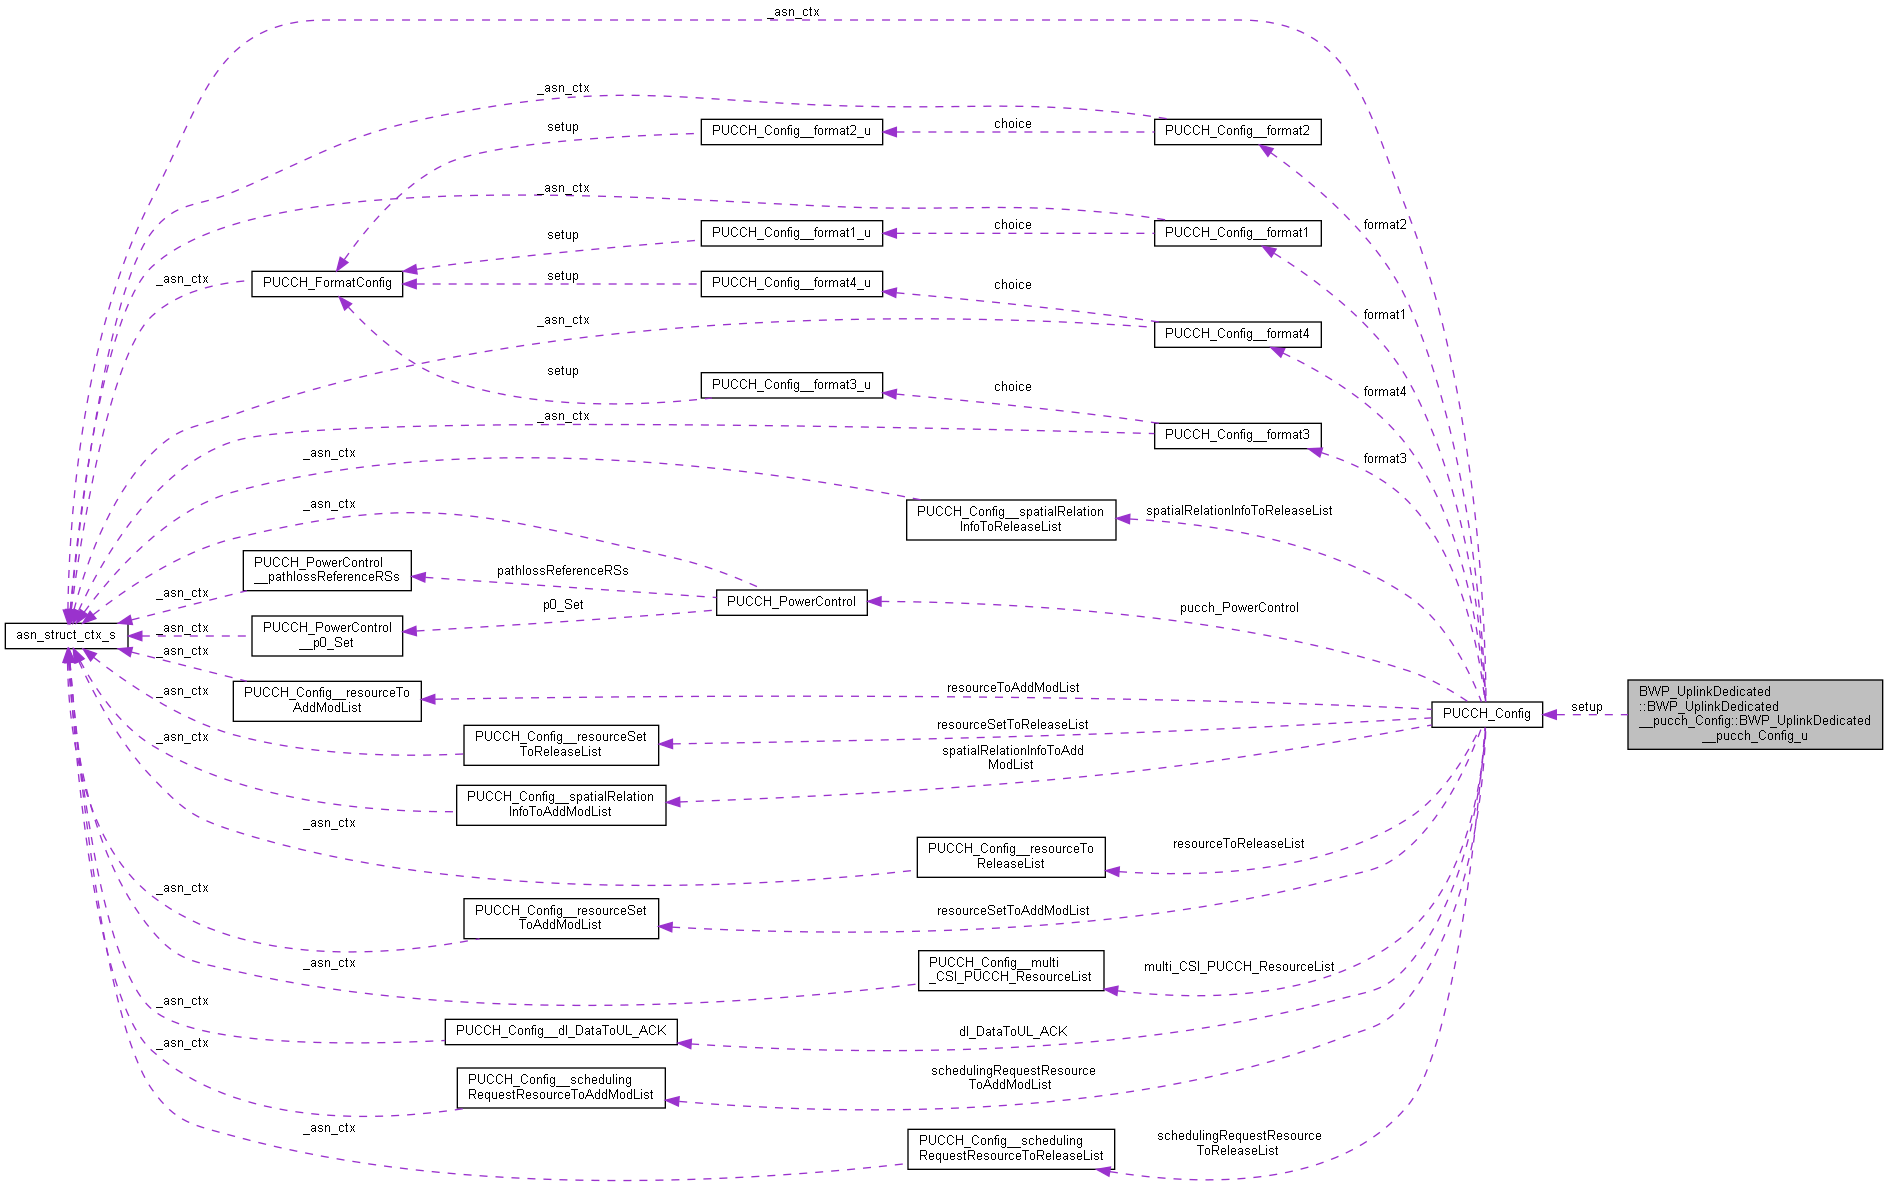 _asn_ctx
_asn_ctx
setup
PUCCH_Config__format2_u
choice
PUCCH_Config__format2
_asn_ctx
format2
setup
PUCCH_Config__format1_u
choice
PUCCH_Config__format1
_asn_ctx
PUCCH_FormatConfig
setup
PUCCH_Config__format4_u
choice
format1
_asn_ctx
PUCCH_Config__format4
setup
PUCCH_Config__format3_u
choice
format4
_asn_ctx
PUCCH_Config__format3
_asn_ctx
format3
_asn_ctx
PUCCH_Config__spatialRelation
InfoToReleaseList
spatialRelationInfoToReleaseList
PUCCH_PowerControl
__pathlossReferenceRSs
pathlossReferenceRSs
_asn_ctx
p0_Set
PUCCH_PowerControl
pucch_PowerControl
asn_struct_ctx_s
_asn_ctx
PUCCH_PowerControl
__p0_Set
_asn_ctx
PUCCH_Config__resourceTo
AddModList
resourceToAddModList
_asn_ctx
PUCCH_Config__resourceSet
ToReleaseList
resourceSetToReleaseList
PUCCH_Config
setup
BWP_UplinkDedicated
::BWP_UplinkDedicated
__pucch_Config::BWP_UplinkDedicated
__pucch_Config_u
_asn_ctx
spatialRelationInfoToAdd
ModList
PUCCH_Config__spatialRelation
InfoToAddModList
_asn_ctx
PUCCH_Config__resourceTo
ReleaseList
resourceToReleaseList
_asn_ctx
PUCCH_Config__resourceSet
ToAddModList
resourceSetToAddModList
_asn_ctx
PUCCH_Config__multi
_CSI_PUCCH_ResourceList
multi_CSI_PUCCH_ResourceList
_asn_ctx
PUCCH_Config__dl_DataToUL_ACK
dl_DataToUL_ACK
_asn_ctx
PUCCH_Config__scheduling
RequestResourceToAddModList
schedulingRequestResource
ToAddModList
_asn_ctx
PUCCH_Config__scheduling
RequestResourceToReleaseList
schedulingRequestResource
ToReleaseList